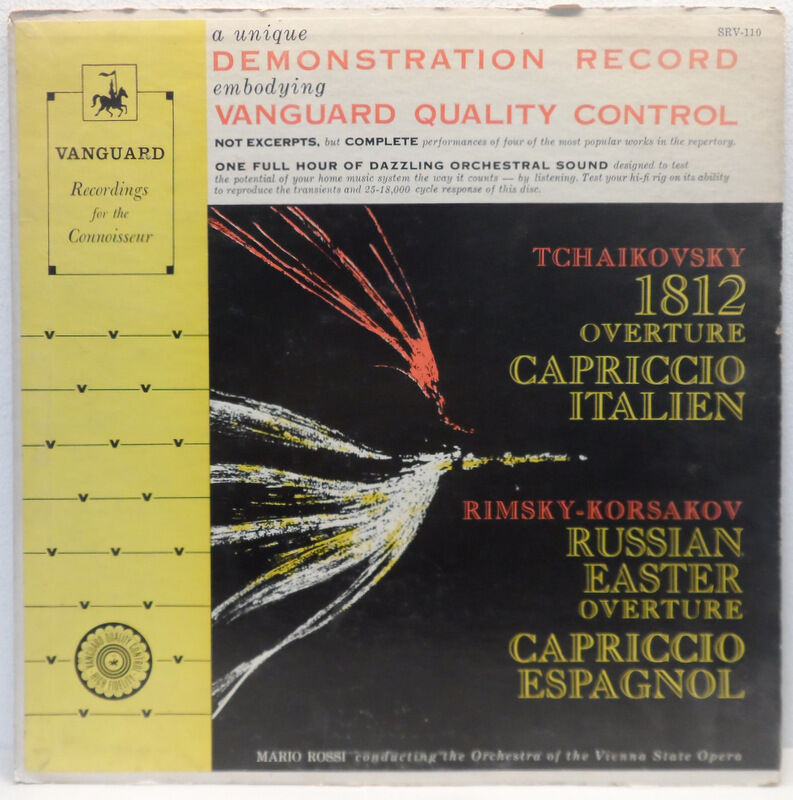 a unique
SRV-110
DEMONSTRATION RECORD
embodying
VANGUARD QUALITY CONTROL
NOT EXCERPTS, but COMPLETE performances of four of the most popular works in the repertory.
ONE FULL HOUR OF DAZZLING ORCHESTRAL SOUND designed to test
the potential of your home music system the way it counts — by listening. Test your hi-fi rig on its ability
to reproduce the transients and 25-18,000 cycle response of this disc.
VANGUARD
Recordings
for the
Connoisseur
TCHAIKOVSKY
1812
OVERTURE
CAPRICCIO
ITALIEN
RIMSKY-KORSAKOV
RUSSIAN
EASTER
OVERTURE
CAPRICCIO
ESPAGNOL
VANGUARD QUALITY CONTROL
HIGH FIDELITY
MARIO ROSSI conducting the Orchestra of the Vienna State Opera